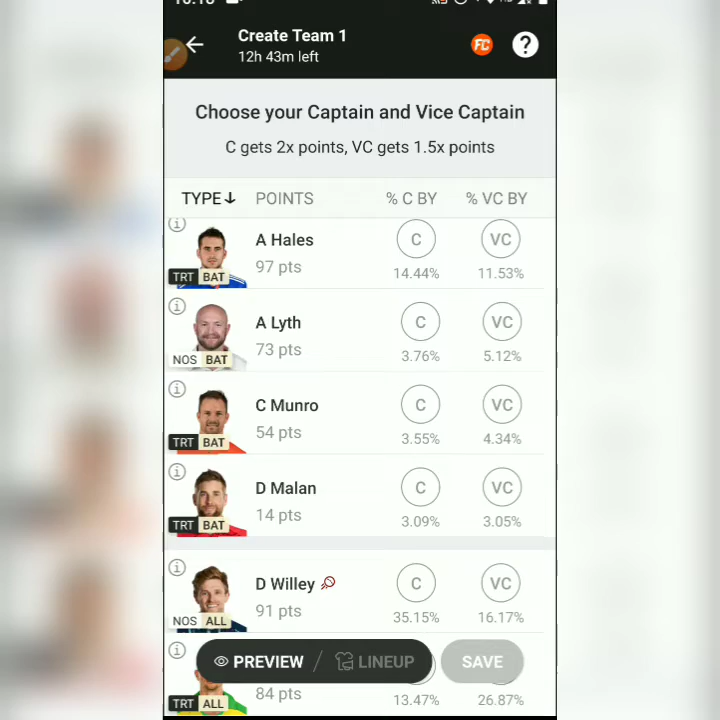 Create Team 1
12h 43m left
FC
?
Choose your Captain and Vice Captain
C gets 2x points, VC gets 1.5x points
TYPE↓ POINTS % C BY % VC BY
A Hales C VC
97 pts 14.44% 11.53%
TRT BAT
A Lyth C VC
73 pts 3.76% 5.12%
NOS BAT
C Munro C VC
54 pts 3.55% 4.34%
TRT BAT
D Malan C VC
14 pts 3.09% 3.05%
TRT BAT
D Willey C VC
91 pts 35.15% 16.17%
NOS ALL
PREVIEW / LINEUP SAVE
84 pts 13.47% 26.87%
TRT ALL